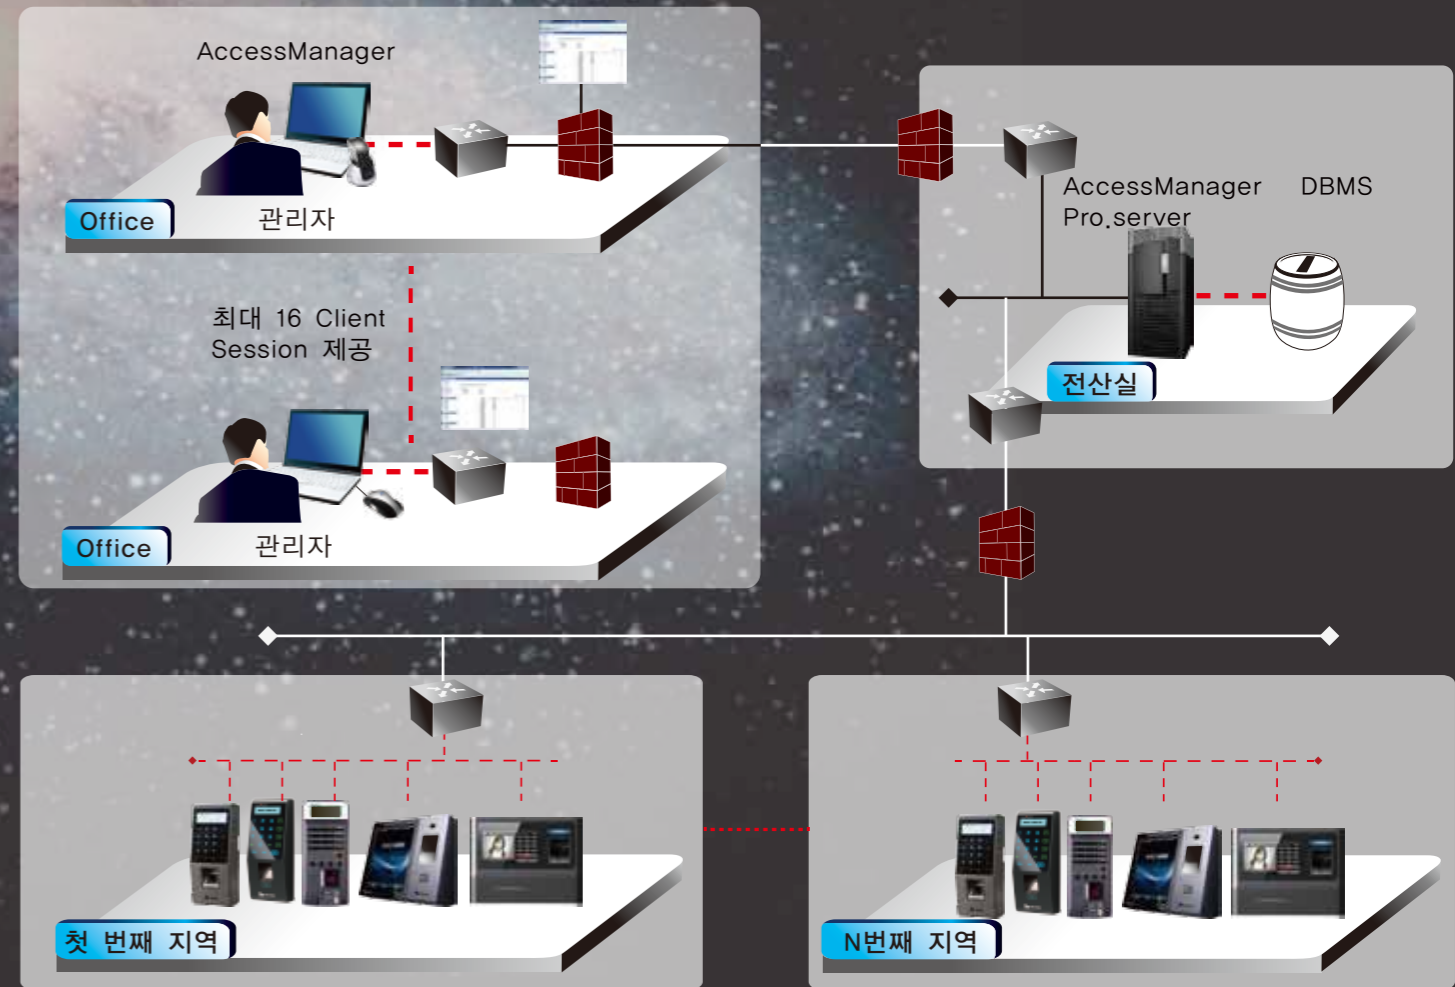 AccessManager
Office
관리자
최대 16 Client
Session 제공
Office
관리자
AccessManager DBMS
Pro.server
전산실
첫 번째 지역
N번째 지역